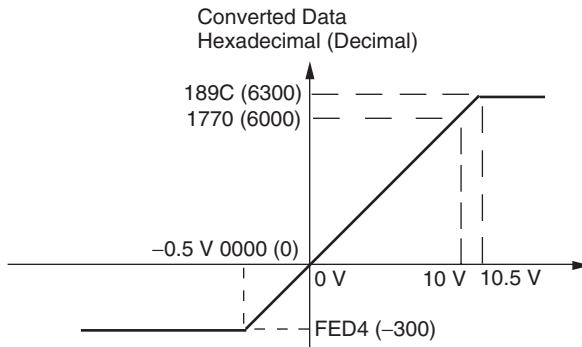 Converted Data
Hexadecimal (Decimal)
189C (6300)
1770 (6000)
−0.5 V 0000 (0)
0 V
10 V
10.5 V
FED4 (−300)